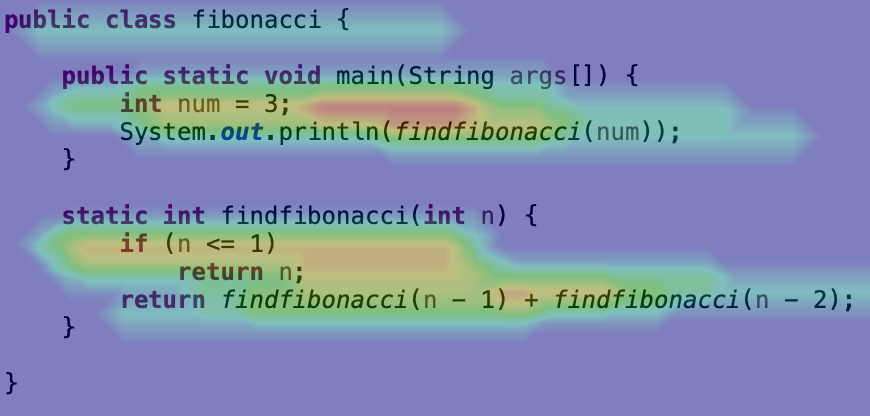 public class fibonacci {
public static void main(String args[]) {
int num = 3;
System.out.println(findfibonacci(num));
}
static int findfibonacci(int n) {
if (n <= 1)
return n;
return findfibonacci(n - 1) + findfibonacci(n - 2);
}
}